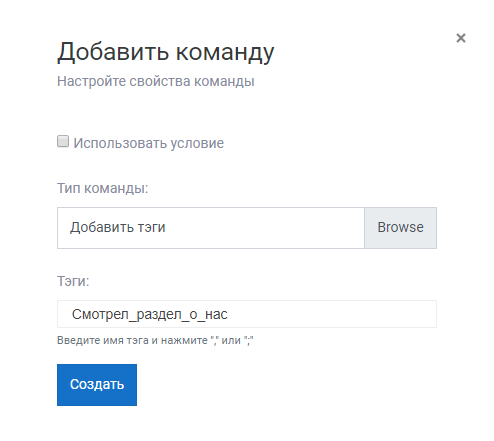 Добавить команду
×
Настройте свойства команды
Использовать условие
Тип команды:
Добавить тэги Browse
Тэги:
Смотрел_раздел_о_нас
Введите имя тэга и нажмите "," или ";"
Создать